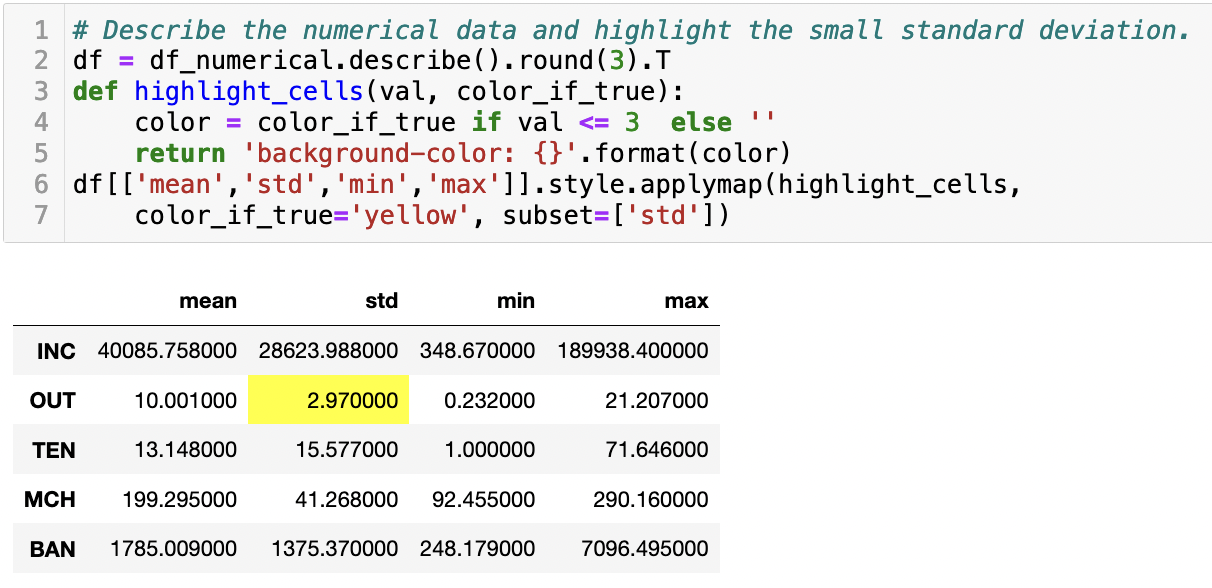 1 # Describe the numerical data and highlight the small standard deviation.
2 df = df_numerical.describe().round(3).T
3 def highlight_cells(val, color_if_true):
4     color = color_if_true if val <= 3  else ''
5     return 'background-color: {}'.format(color)
6 df[['mean','std','min','max']].style.applymap(highlight_cells,
7     color_if_true='yellow', subset=['std'])
mean std min max
INC 40085.758000 28623.988000 348.670000 189938.400000
OUT 10.001000 2.970000 0.232000 21.207000
TEN 13.148000 15.577000 1.000000 71.646000
MCH 199.295000 41.268000 92.455000 290.160000
BAN 1785.009000 1375.370000 248.179000 7096.495000